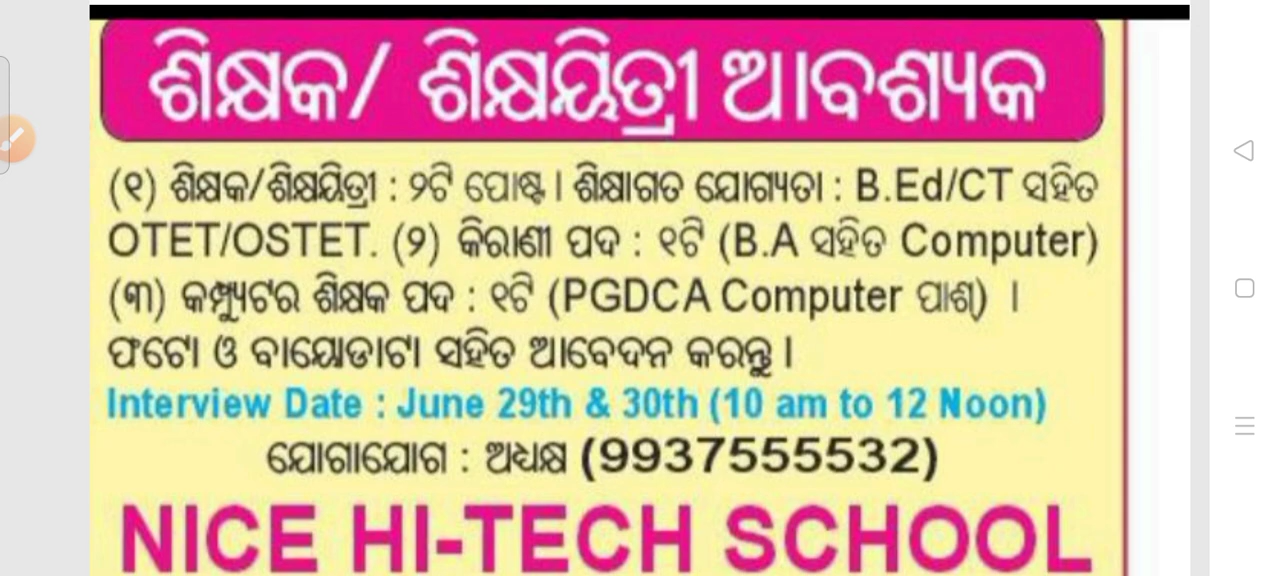 ଶିକ୍ଷକ/ ଶିକ୍ଷୟିତ୍ରୀ ଆବଶ୍ୟକ
(୧) ଶିକ୍ଷକ/ଶିକ୍ଷୟିତ୍ରୀ : ୨ଟି ପୋଷ୍ଟ । ଶିକ୍ଷାଗତ ଯୋଗ୍ୟତା : B.Ed/CT ସହିତ
OTET/OSTET. (୨) କିରାଣୀ ପଦ : ୧ଟି (B.A ସହିତ Computer)
(୩) କମ୍ପ୍ୟୁଟର ଶିକ୍ଷକ ପଦ : ୧ଟି (PGDCA Computer ପାଶ୍) ।
ଫଟୋ ଓ ବାୟୋଡାଟା ସହିତ ଆବେଦନ କରନ୍ତୁ ।
Interview Date : June 29th & 30th (10 am to 12 Noon)
ଯୋଗାଯୋଗ : ଅଧ୍ୟକ୍ଷ (9937555532)
NICE HI-TECH SCHOOL